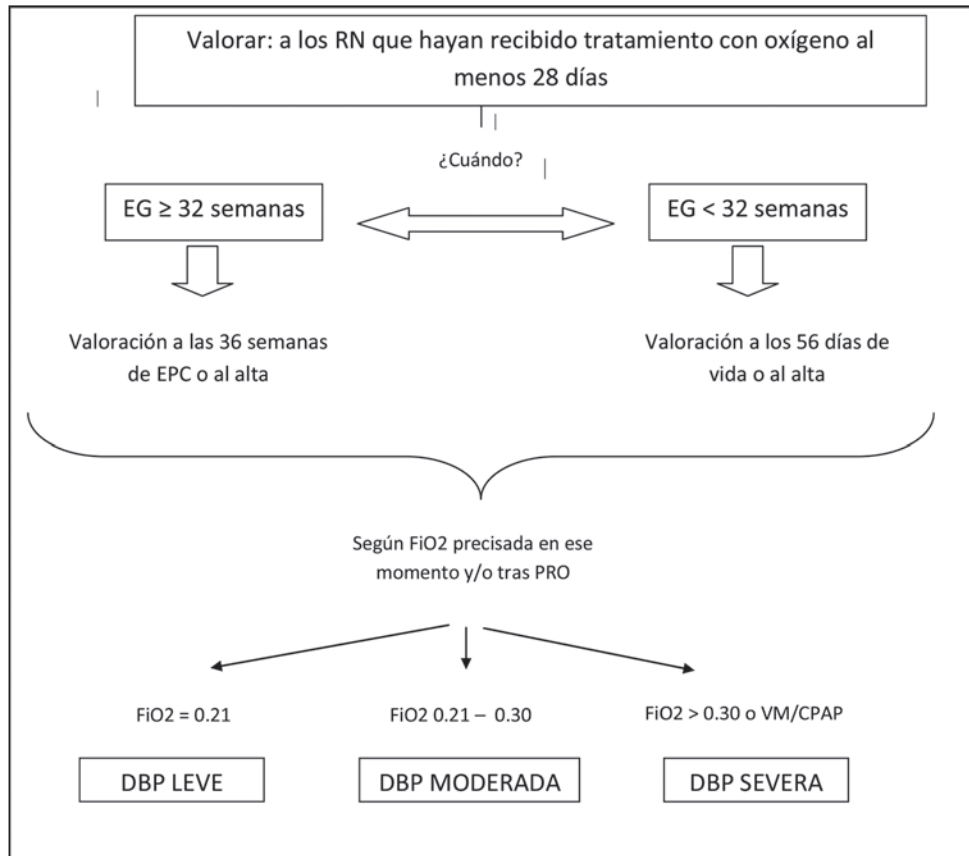 Valorar: a los RN que hayan recibido tratamiento con oxígeno al
menos 28 días
¿Cuándo?
EG ≥ 32 semanas
EG < 32 semanas
Valoración a las 36 semanas
de EPC o al alta
Valoración a los 56 días de
vida o al alta
Según FiO2 precisada en ese
momento y/o tras PRO
FiO2 = 0.21
FiO2 0.21 – 0.30
FiO2 > 0.30 o VM/CPAP
DBP LEVE
DBP MODERADA
DBP SEVERA